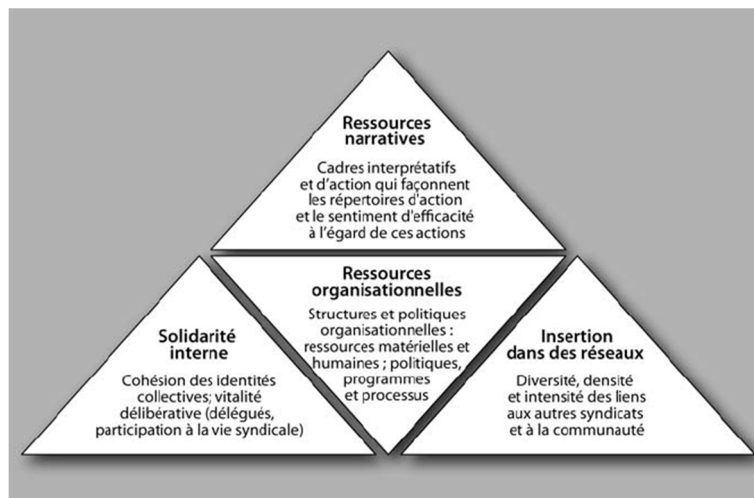 Ressources
narratives
Cadres interprétatifs
et d'action qui façonnent
les répertoires d'action
et le sentiment d'efficacité
à l'égard de ces actions
Ressources
organisationnelles
Structures et politiques
organisationnelles :
ressources matérielles et
humaines ; politiques,
programmes
et processus
Solidarité
interne
Cohésion des identités
collectives; vitalité
délibérative (délégués,
participation à la vie syndicale)
Insertion
dans des réseaux
Diversité, densité
et intensité des liens
aux autres syndicats
et à la communauté